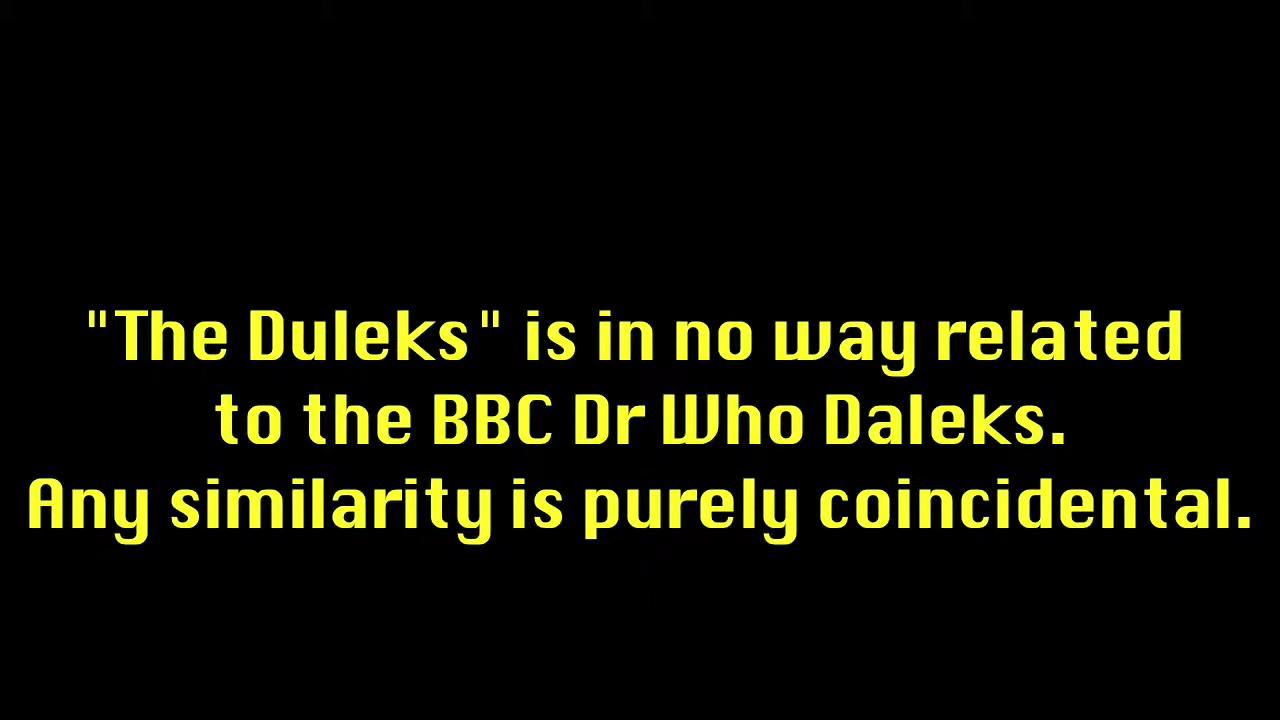 "The Duleks" is in no way related
to the BBC Dr Who Daleks.
Any similarity is purely coincidental.